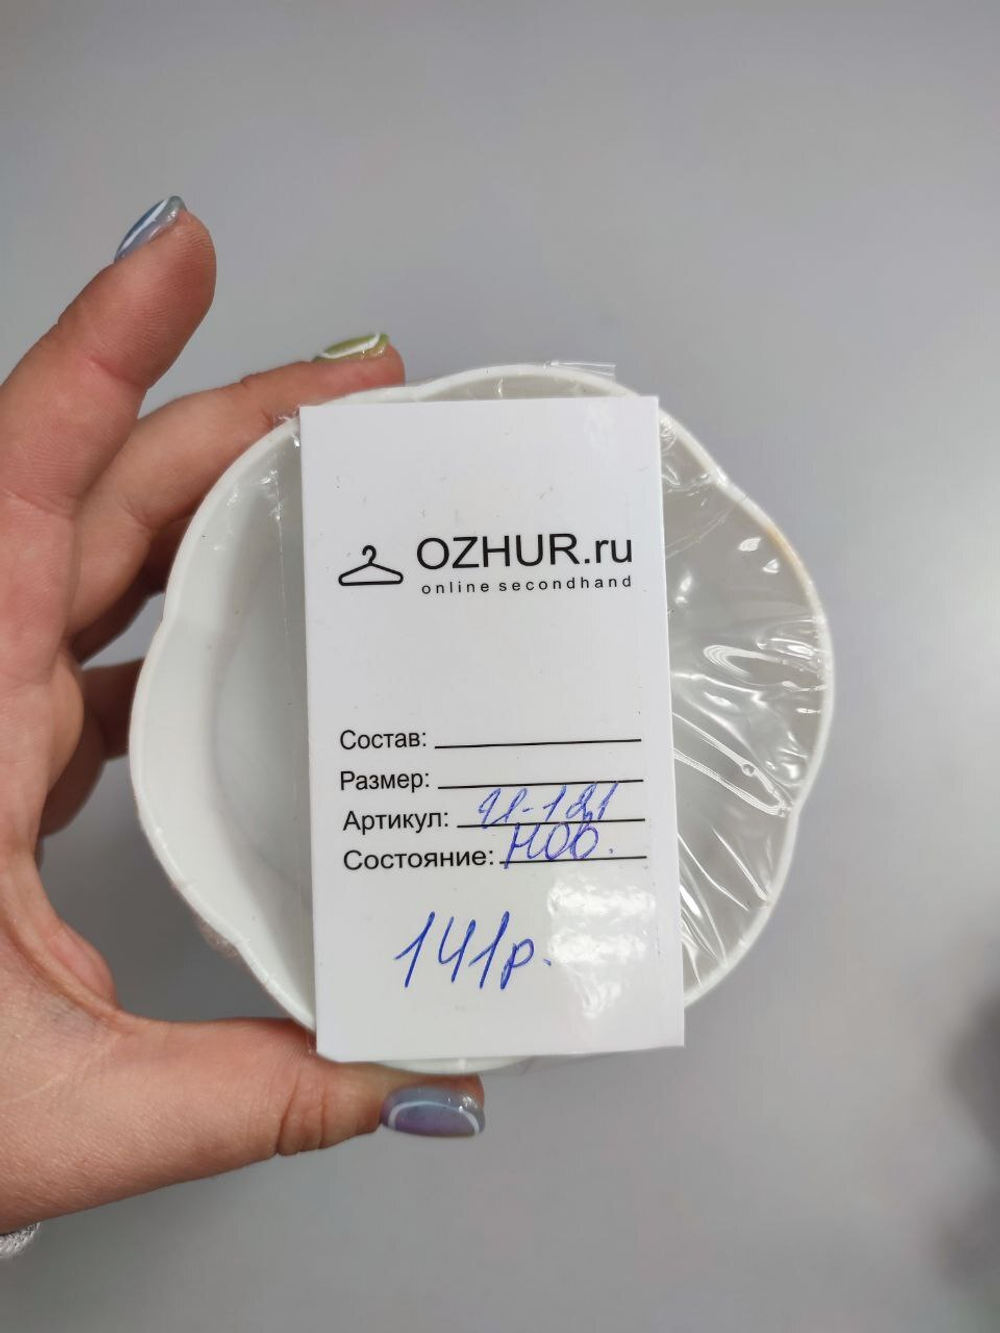 OZHUR.ru
online secondhand
Состав:
Размер:
Артикул:
Состояние: нов.
141р.